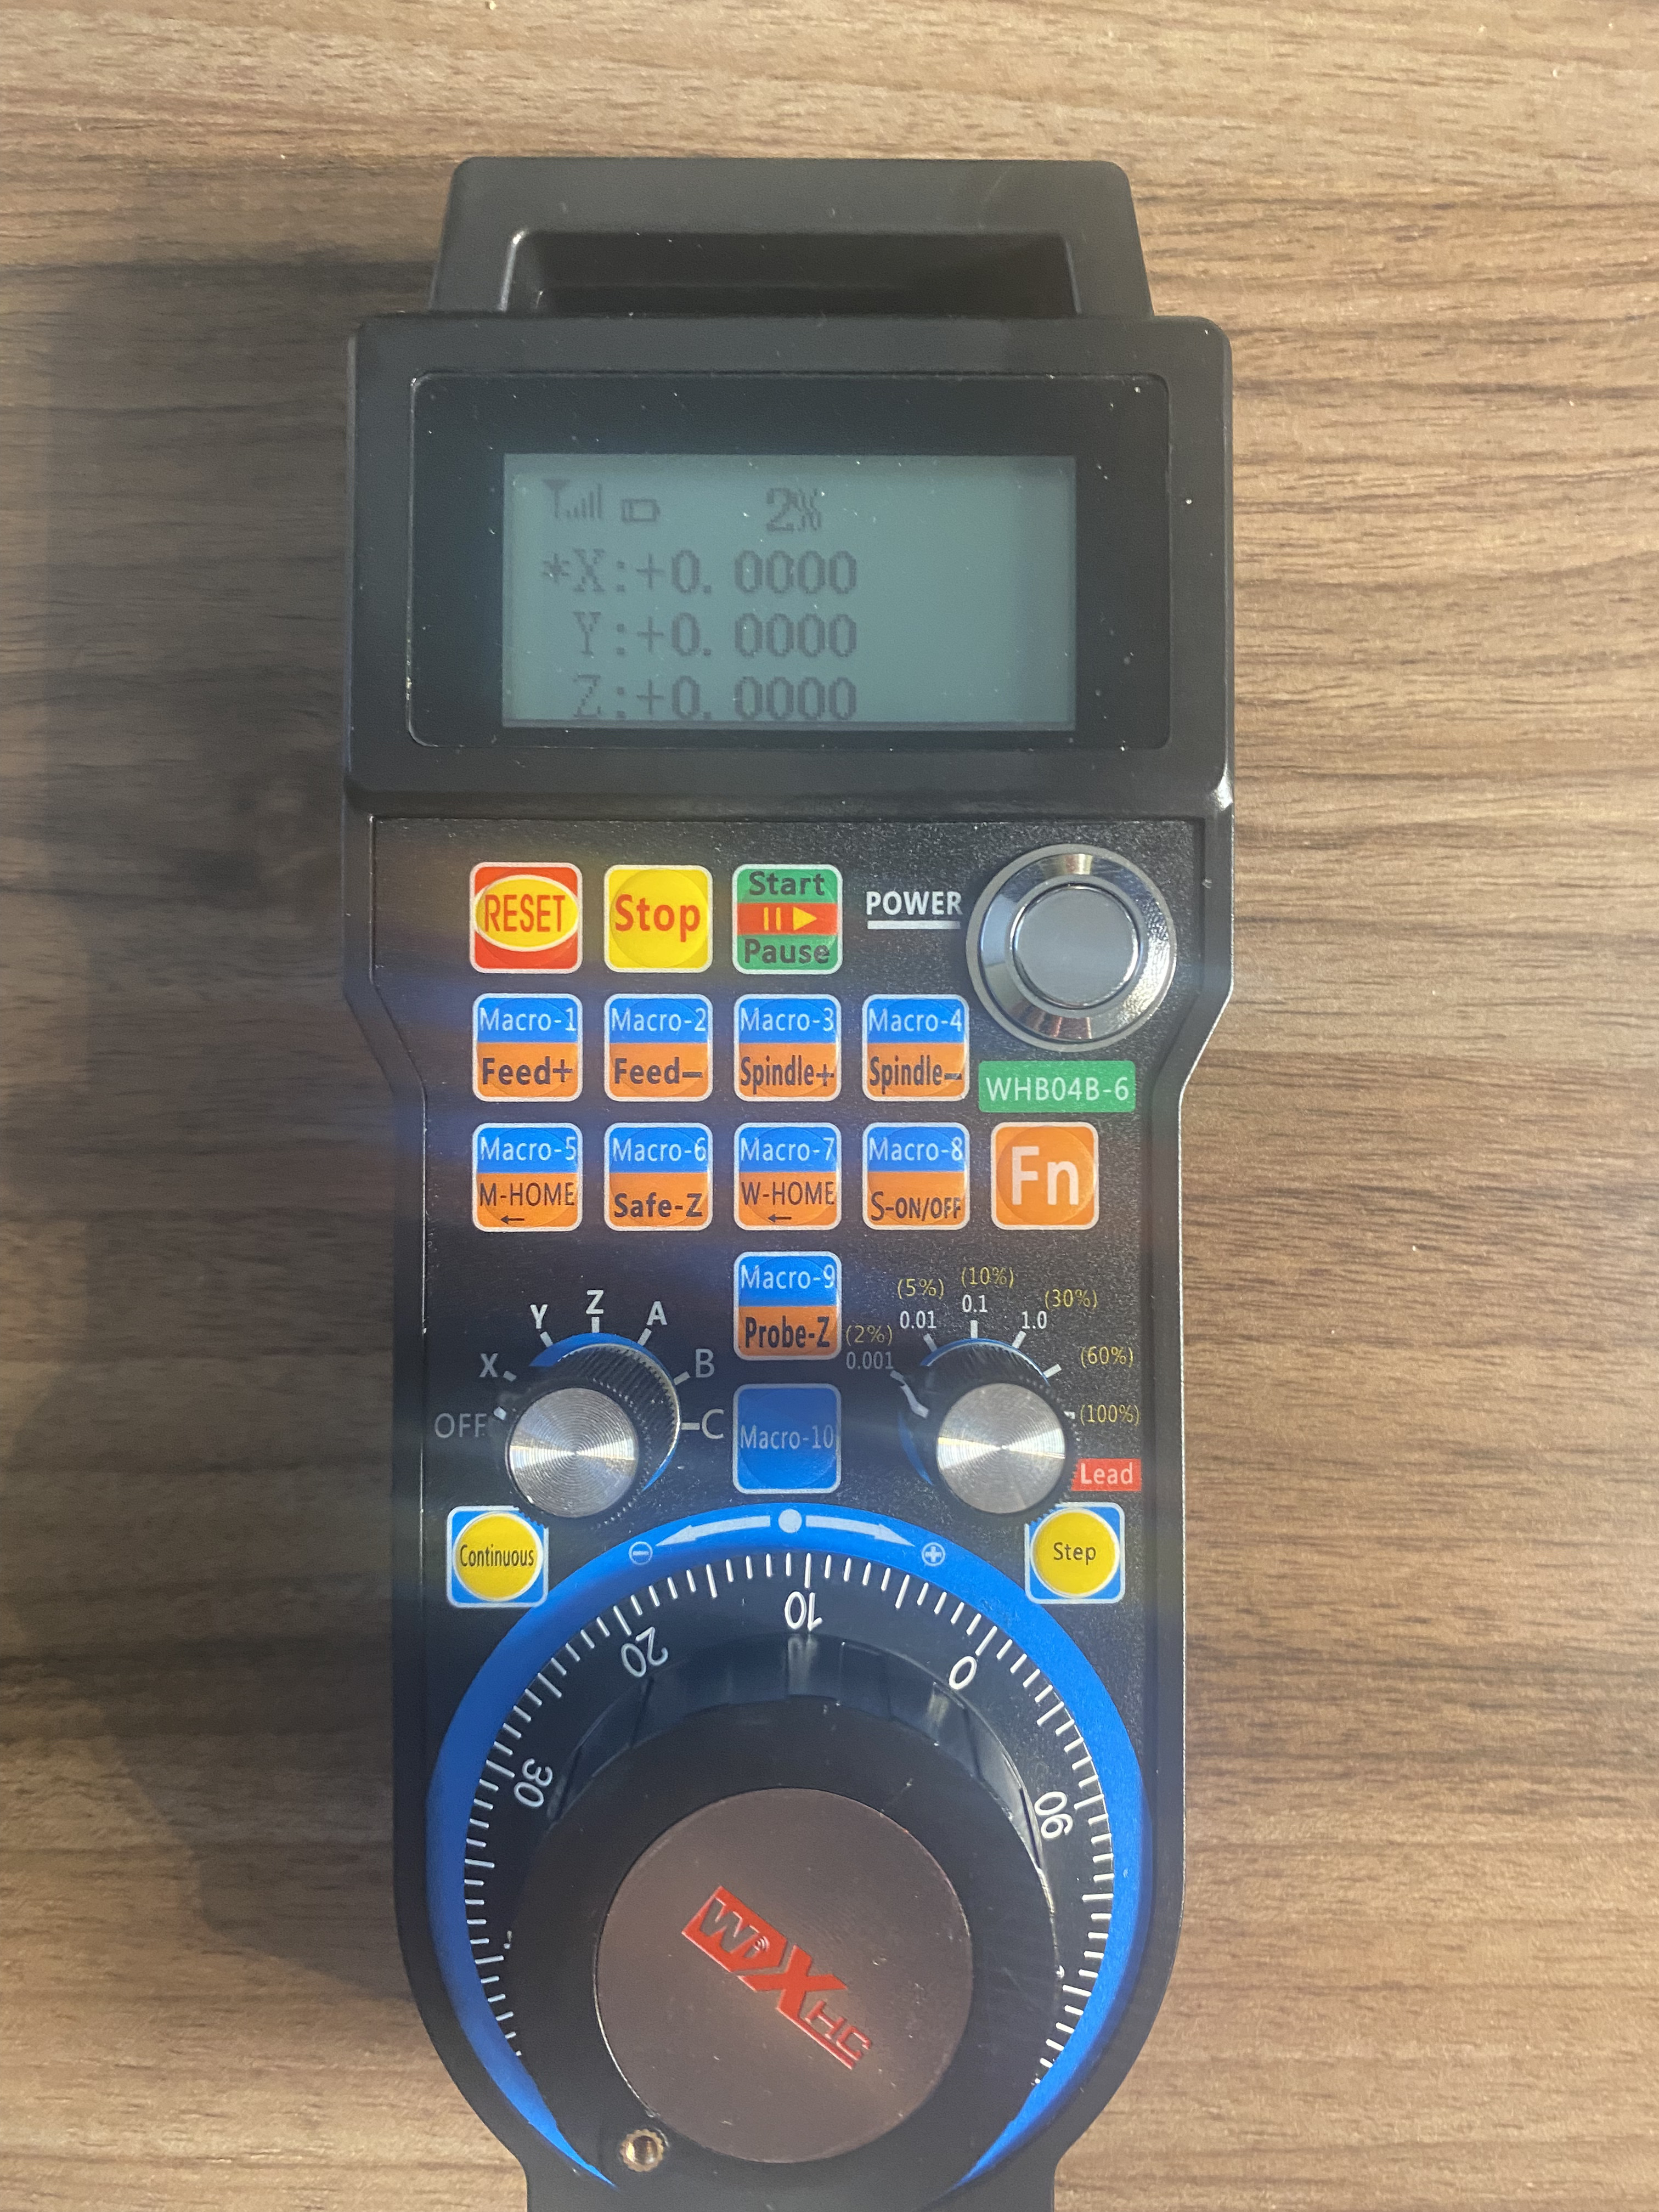 2%
*X:+0.0000
Y:+0.0000
Z:+0.0000
RESET Stop Start Pause POWER
Macro-1 Macro-2 Macro-3 Macro-4
Feed+ Feed- Spindle+ Spindle-
WHB04B-6
Macro-5 Macro-6 Macro-7 Macro-8
M-HOME Safe-Z W-HOME S-ON/OFF
Fn
Macro-9
Probe-Z
OFF X Y Z A B C
(2%) (5%) (10%) (30%) (60%) (100%)
0.001 0.01 0.1 1.0
Lead
Macro-10
Continuous
Step
− +
30 20 10 0 90
WiXHC